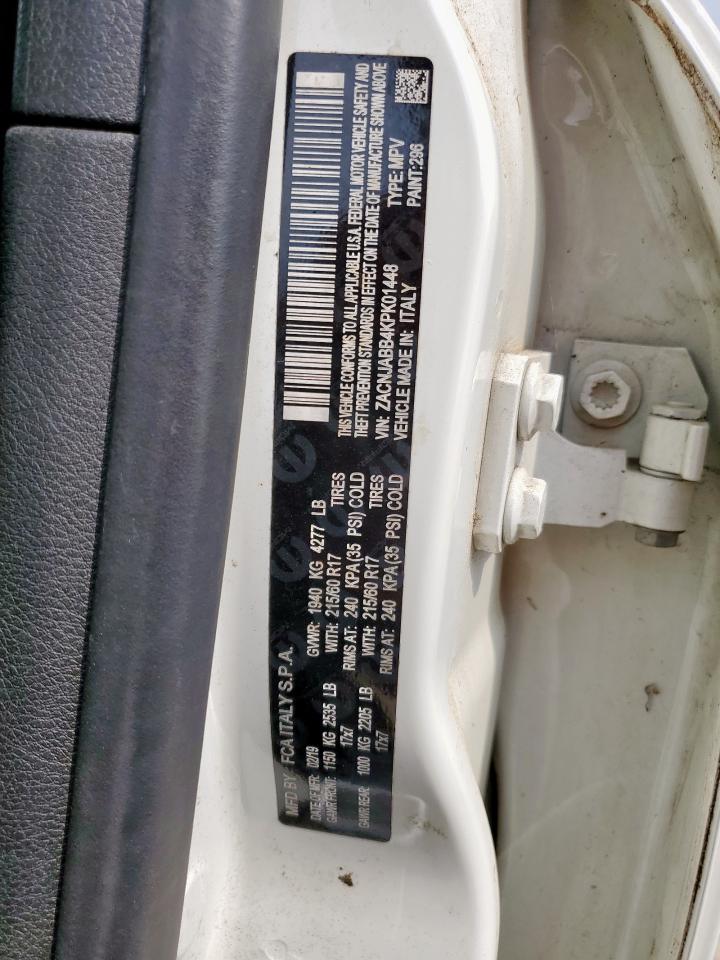 MFD BY: FCA ITALY S.P.A.
DATE OF MFR: 02/19 GVWR: 1940 KG 4277 LB
GAWR FRONT: 1150 KG 2535 LB WITH: 215/60 R17 TIRES
17x7 RIMS AT: 240 KPA(35 PSI) COLD
GAWR REAR: 1000 KG 2205 LB WITH: 215/60 R17 TIRES
17x7 RIMS AT: 240 KPA(35 PSI) COLD
THIS VEHICLE CONFORMS TO ALL APPLICABLE U.S.A. FEDERAL MOTOR VEHICLE SAFETY AND
THEFT PREVENTION STANDARDS IN EFFECT ON THE DATE OF MANUFACTURE SHOWN ABOVE
VIN: ZACNJABB4KPK01448 TYPE: MPV
VEHICLE MADE IN: ITALY PAINT: 296